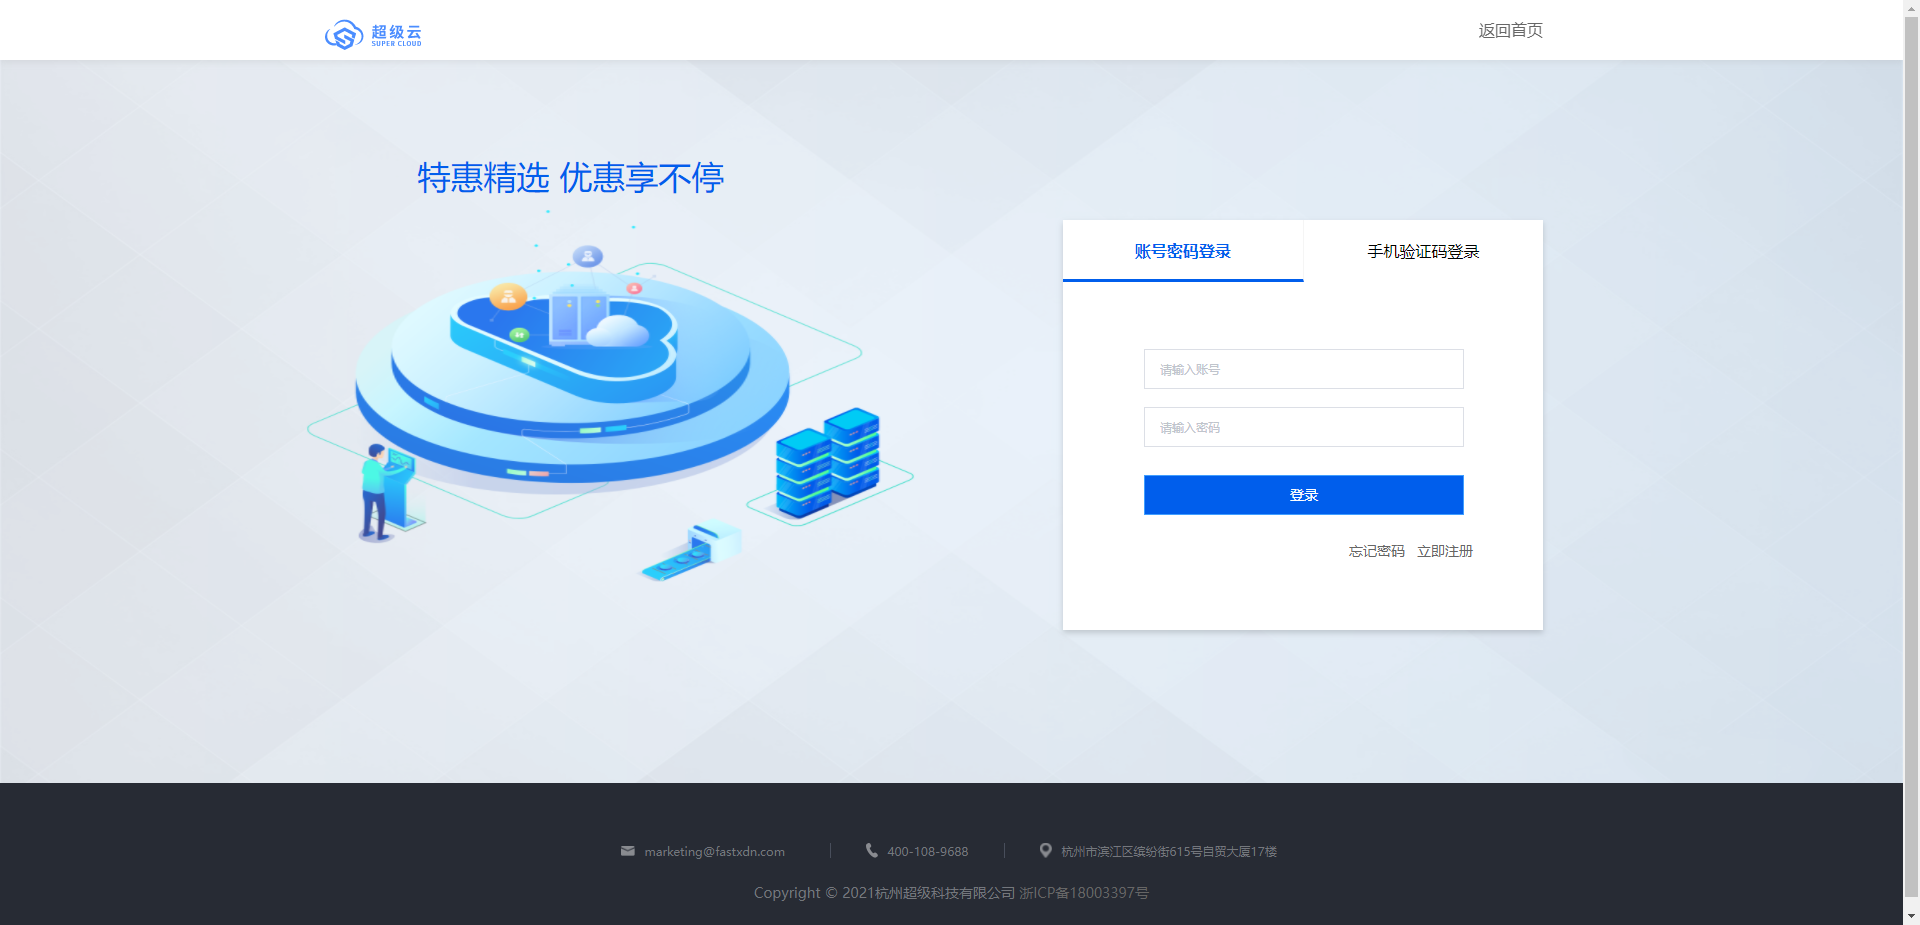 超级云
SUPER CLOUD
返回首页
特惠精选 优惠享不停
账号密码登录
手机验证码登录
请输入账号
请输入密码
登录
忘记密码 立即注册
marketing@fastxdn.com
400-108-9688
杭州市滨江区缤纷街615号自贸大厦17楼
Copyright © 2021杭州超级科技有限公司 浙ICP备18003397号